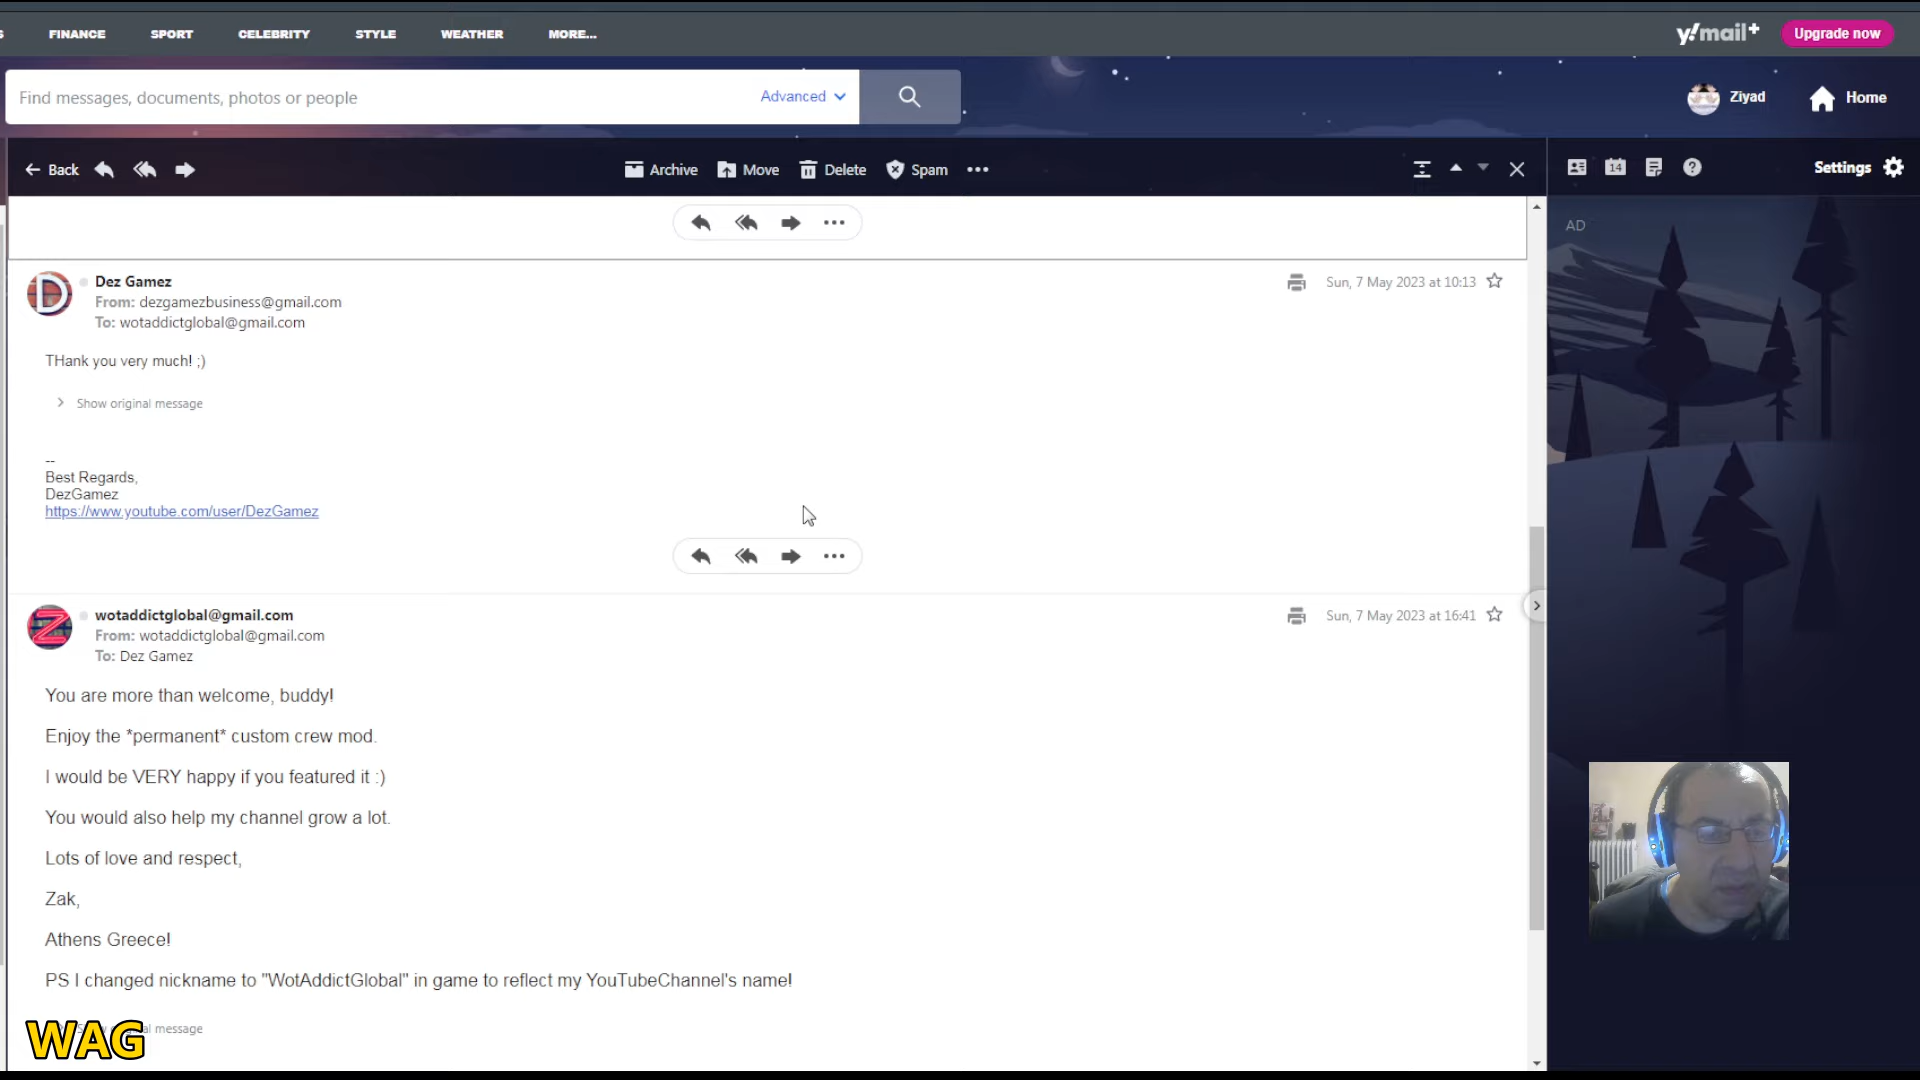 S FINANCE SPORT CELEBRITY STYLE WEATHER MORE... y!mail+ Upgrade now
Find messages, documents, photos or people Advanced Ziyad Home
Back Archive Move Delete Spam 14 Settings
AD
Dez Gamez Sun, 7 May 2023 at 10:13
From: dezgamezbusiness@gmail.com
To: wotaddictglobal@gmail.com
THank you very much! ;)
Show original message
--
Best Regards,
DezGamez
https://www.youtube.com/user/DezGamez
wotaddictglobal@gmail.com Sun, 7 May 2023 at 16:41
From: wotaddictglobal@gmail.com
To: Dez Gamez
You are more than welcome, buddy!
Enjoy the *permanent* custom crew mod.
I would be VERY happy if you featured it :)
You would also help my channel grow a lot.
Lots of love and respect,
Zak,
Athens Greece!
PS I changed nickname to "WotAddictGlobal" in game to reflect my YouTubeChannel's name!
message
WAG